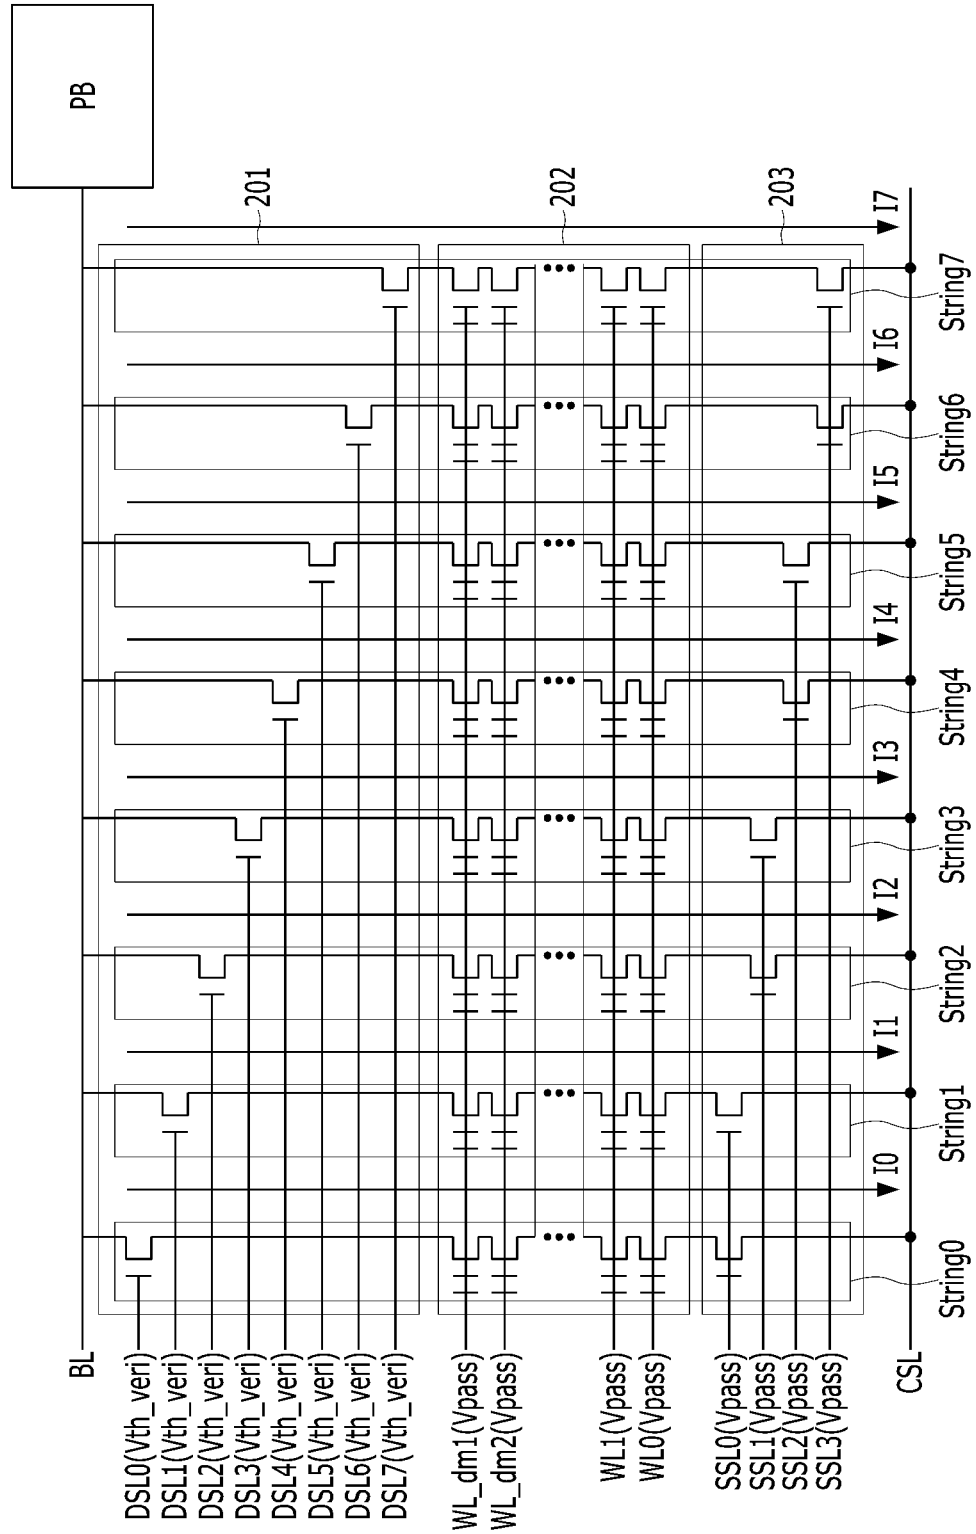 PB
BL
DSL0(Vth_veri)
DSL1(Vth_veri)
DSL2(Vth_veri)
DSL3(Vth_veri)
DSL4(Vth_veri)
DSL5(Vth_veri)
DSL6(Vth_veri)
DSL7(Vth_veri)
WL_dm1(Vpass)
WL_dm2(Vpass)
WL1(Vpass)
WL0(Vpass)
SSL0(Vpass)
SSL1(Vpass)
SSL2(Vpass)
SSL3(Vpass)
CSL
201
202
203
I0
I1
I2
I3
I4
I5
I6
I7
String0
String1
String2
String3
String4
String5
String6
String7